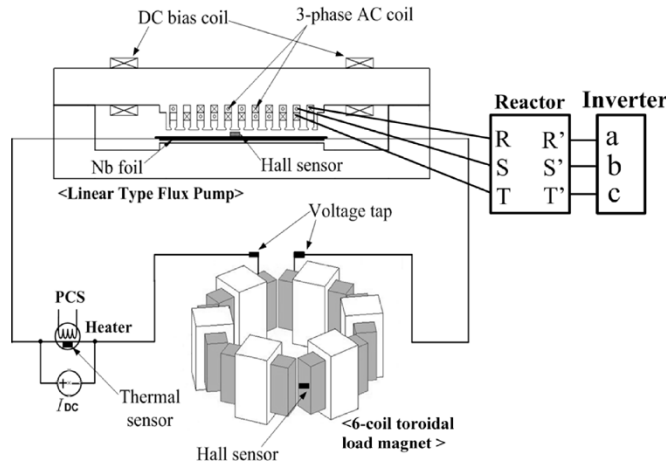 DC bias coil
3-phase AC coil
Reactor
Inverter
R
R'
a
S
S'
b
T
T'
c
Nb foil
Hall sensor
<Linear Type Flux Pump>
Voltage tap
PCS
Heater
Thermal
sensor
I DC
Hall sensor
<6-coil toroidal
load magnet >